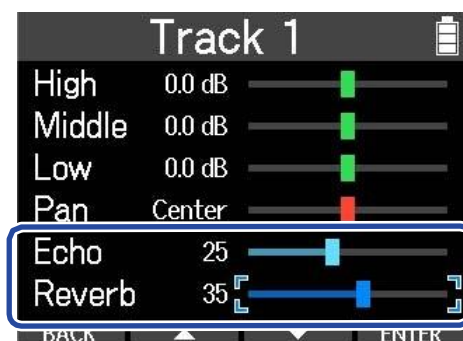 Track 1
High 0.0 dB
Middle 0.0 dB
Low 0.0 dB
Pan Center
Echo 25
Reverb 35
BACK ENTER